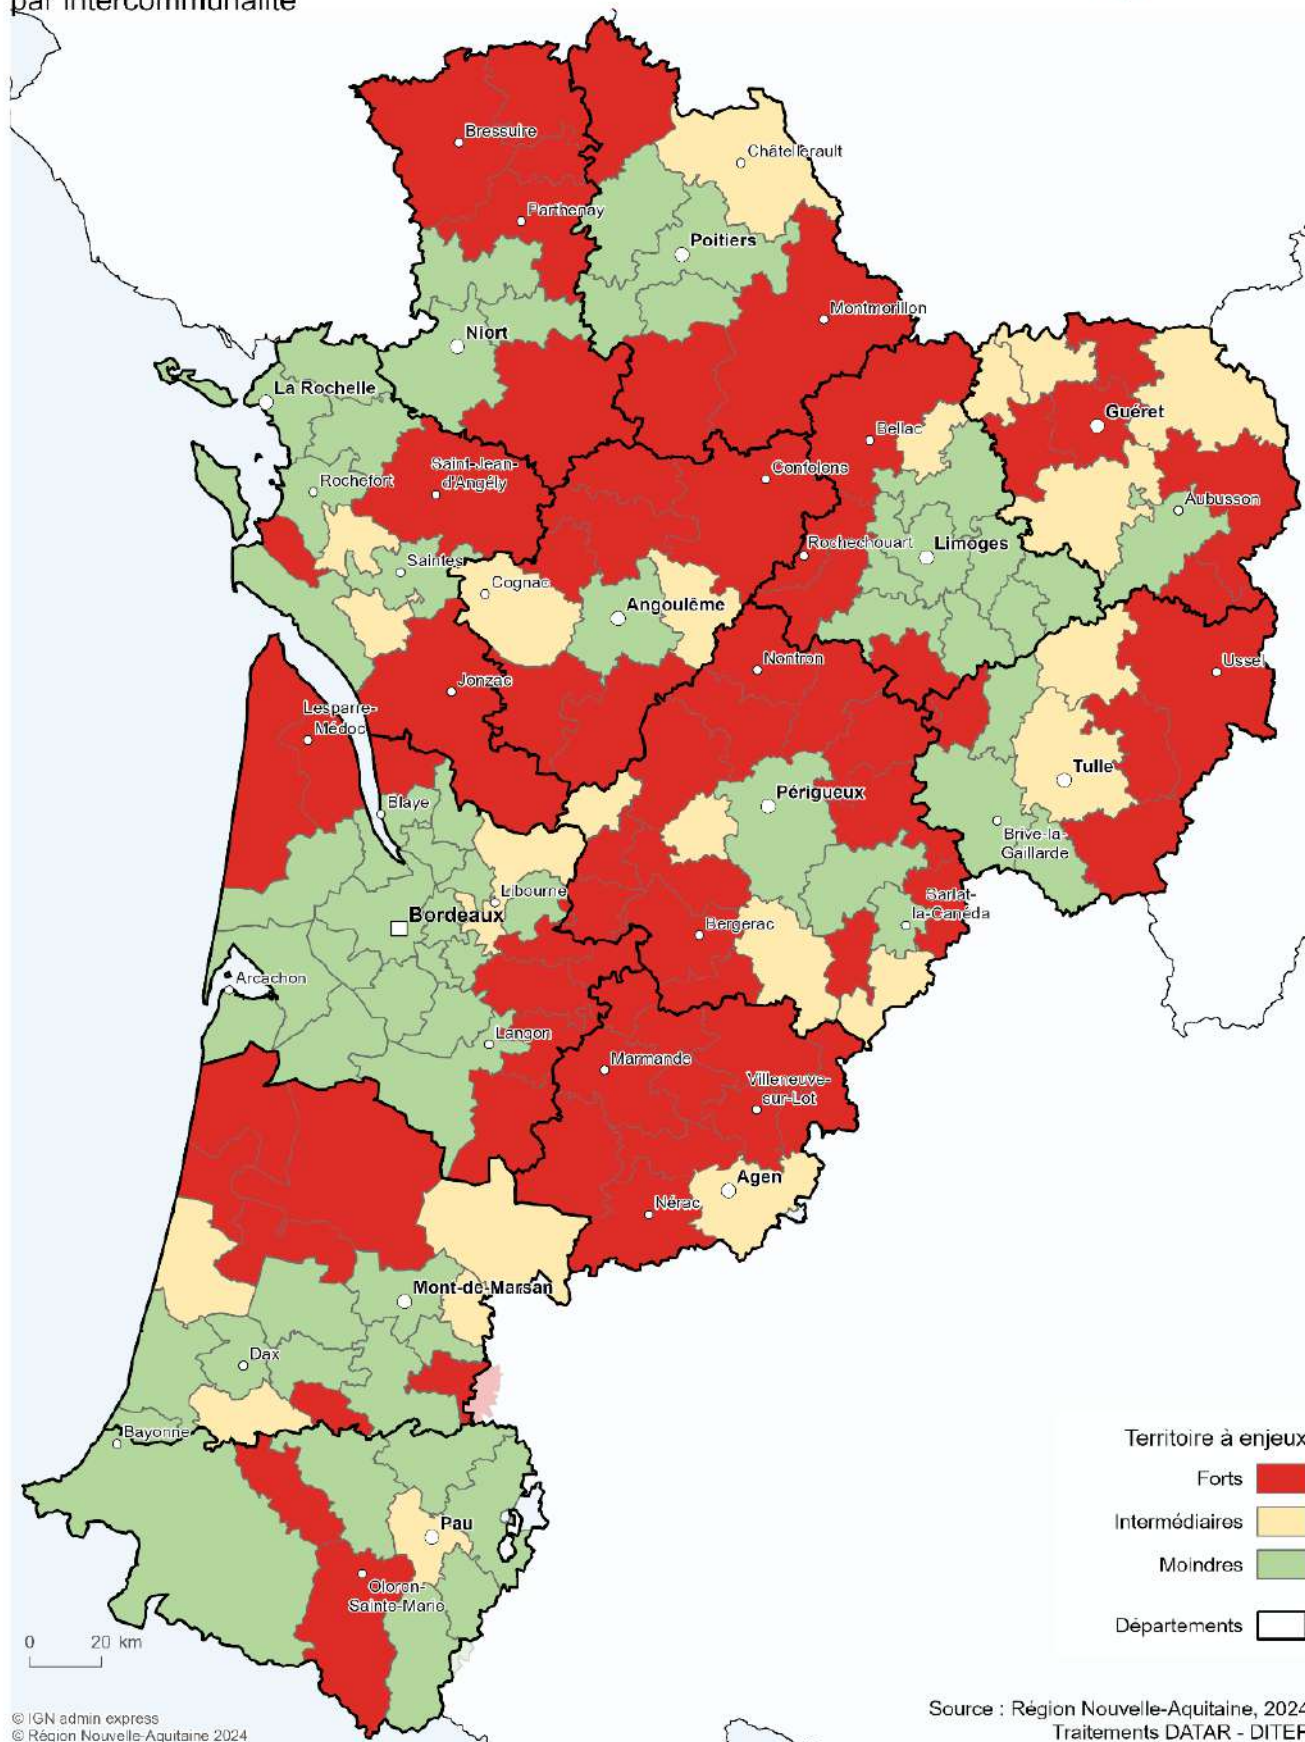 par intercommunalité
Bressuire
Châtellerault
Parthenay
Poitiers
Montmorillon
Niort
La Rochelle
Guéret
Bellac
Saint-Jean-
d'Angély
Confolens
Rochefort
Aubusson
Rochechouart
Limoges
Saintes
Cognac
Angoulême
Nontron
Ussel
Jonzac
Lesparre-
Médoc
Tulle
Périgueux
Blaye
Brive-la-
Gaillarde
Libourne
Sarlat-
la-Canéda
Bordeaux
Bergerac
Arcachon
Langon
Marmande
Villeneuve-
sur-Lot
Agen
Nérac
Mont-de-Marsan
Dax
Bayonne
Pau
Oloron-
Sainte-Marie
Territoire à enjeux
Forts
Intermédiaires
Moindres
Départements
0 20 km
© IGN admin express
© Région Nouvelle-Aquitaine 2024
Source : Région Nouvelle-Aquitaine, 2024
Traitements DATAR - DITEP